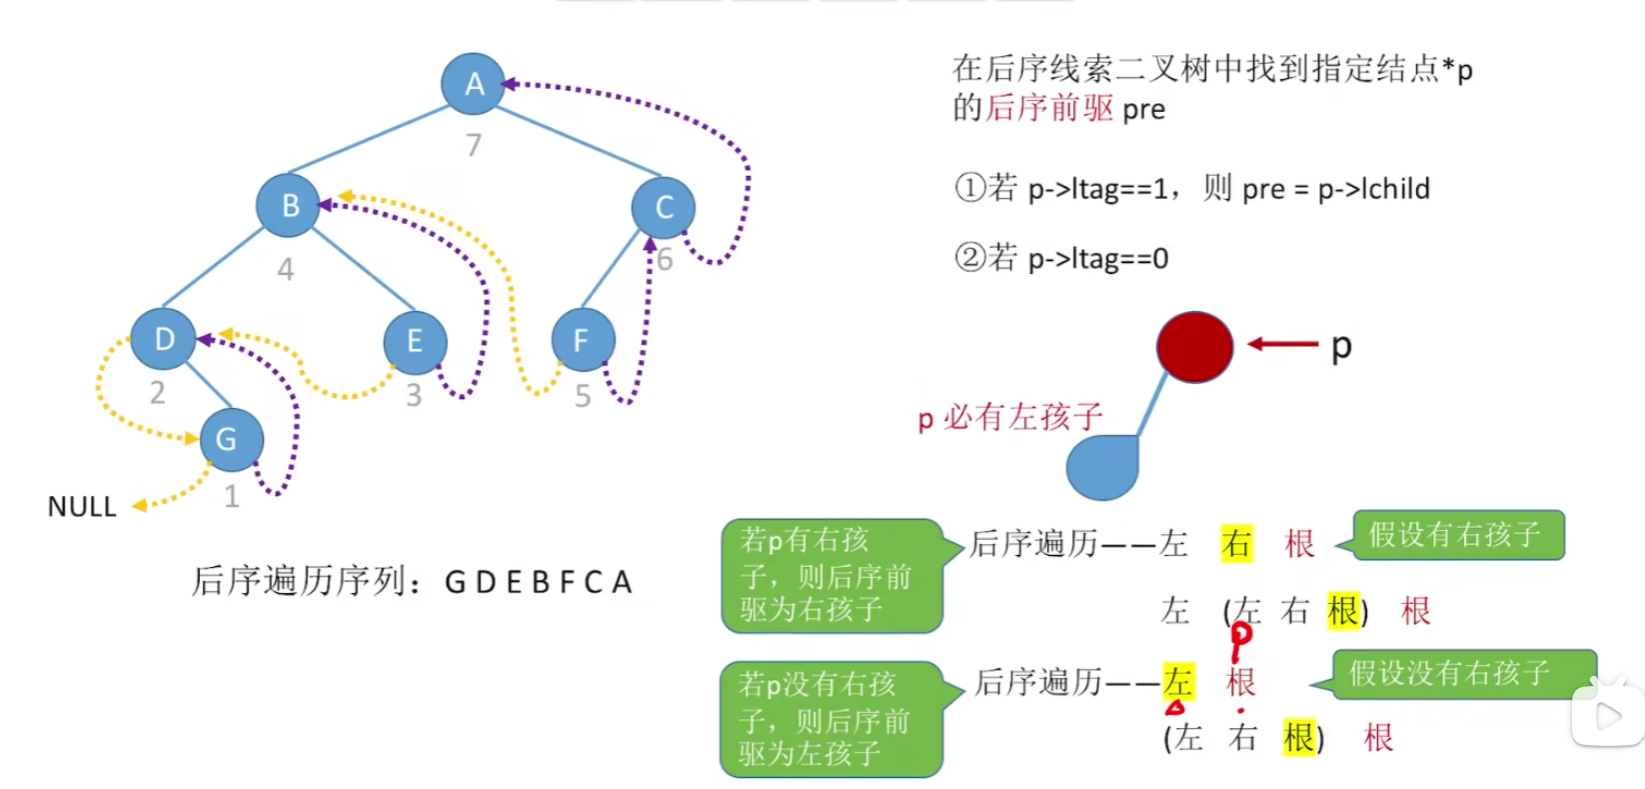 A
7
B
C
4
6
D
E
F
2
3
5
G
1
NULL
后序遍历序列：G D E B F C A
在后序线索二叉树中找到指定结点*p
的后序前驱 pre
①若 p->ltag==1，则 pre = p->lchild
②若 p->ltag==0
p
p 必有左孩子
若p有右孩
子，则后序前
驱为右孩子
后序遍历——左 右 根
假设有右孩子
左 (左 右 根) 根
p
若p没有右孩
子，则后序前
驱为左孩子
后序遍历——左 根
假设没有右孩子
(左 右 根) 根